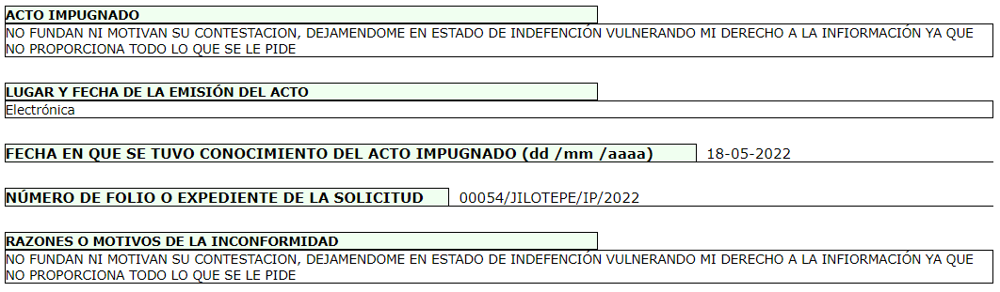 ACTO IMPUGNADO
NO FUNDAN NI MOTIVAN SU CONTESTACION, DEJAMENDOME EN ESTADO DE INDEFENCIÓN VULNERANDO MI DERECHO A LA INFIORMACIÓN YA QUE
NO PROPORCIONA TODO LO QUE SE LE PIDE
LUGAR Y FECHA DE LA EMISIÓN DEL ACTO
Electrónica
FECHA EN QUE SE TUVO CONOCIMIENTO DEL ACTO IMPUGNADO (dd /mm /aaaa) 18-05-2022
NÚMERO DE FOLIO O EXPEDIENTE DE LA SOLICITUD 00054/JILOTEPE/IP/2022
RAZONES O MOTIVOS DE LA INCONFORMIDAD
NO FUNDAN NI MOTIVAN SU CONTESTACION, DEJAMENDOME EN ESTADO DE INDEFENCIÓN VULNERANDO MI DERECHO A LA INFIORMACIÓN YA QUE
NO PROPORCIONA TODO LO QUE SE LE PIDE